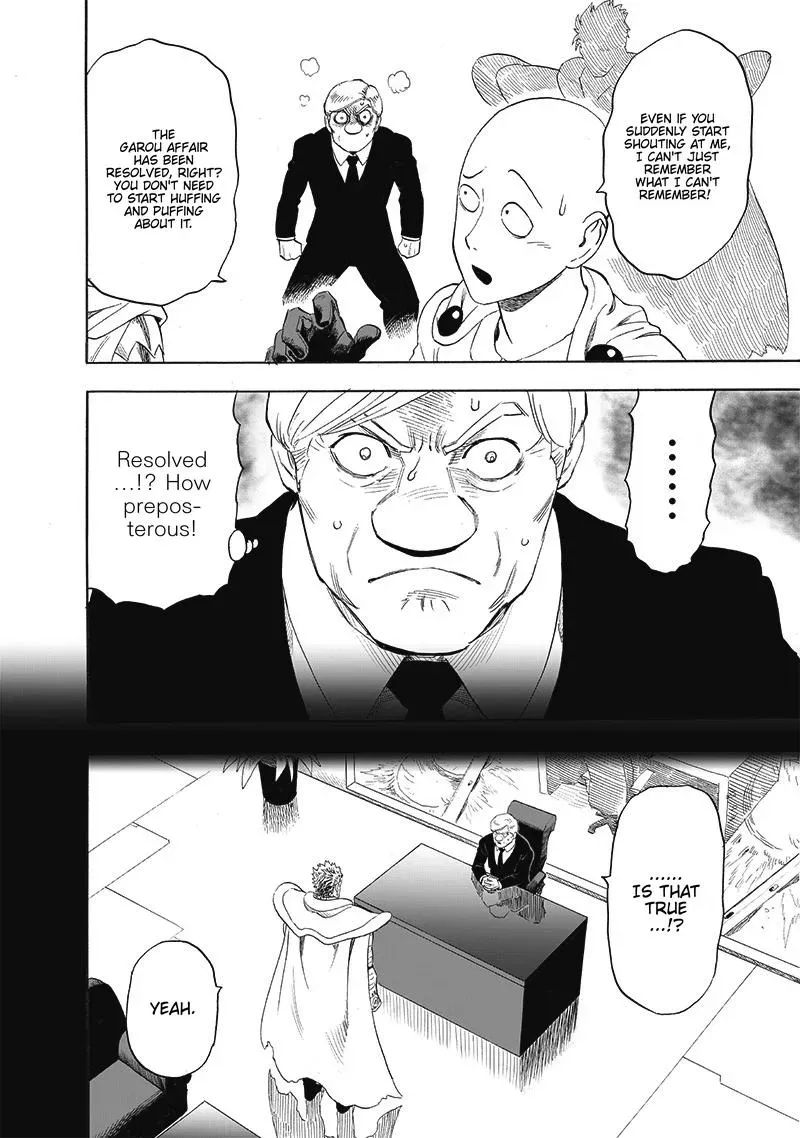 EVEN IF YOU
SUDDENLY START
SHOUTING AT ME,
I CAN'T JUST
REMEMBER
WHAT I CAN'T
REMEMBER!
THE
GAROU AFFAIR
HAS BEEN
RESOLVED, RIGHT?
YOU DON'T NEED
TO START HUFFING
AND PUFFING
ABOUT IT.
......
Resolved
...!? How
prepos-
terous!
......
IS THAT
TRUE
...!?
YEAH.